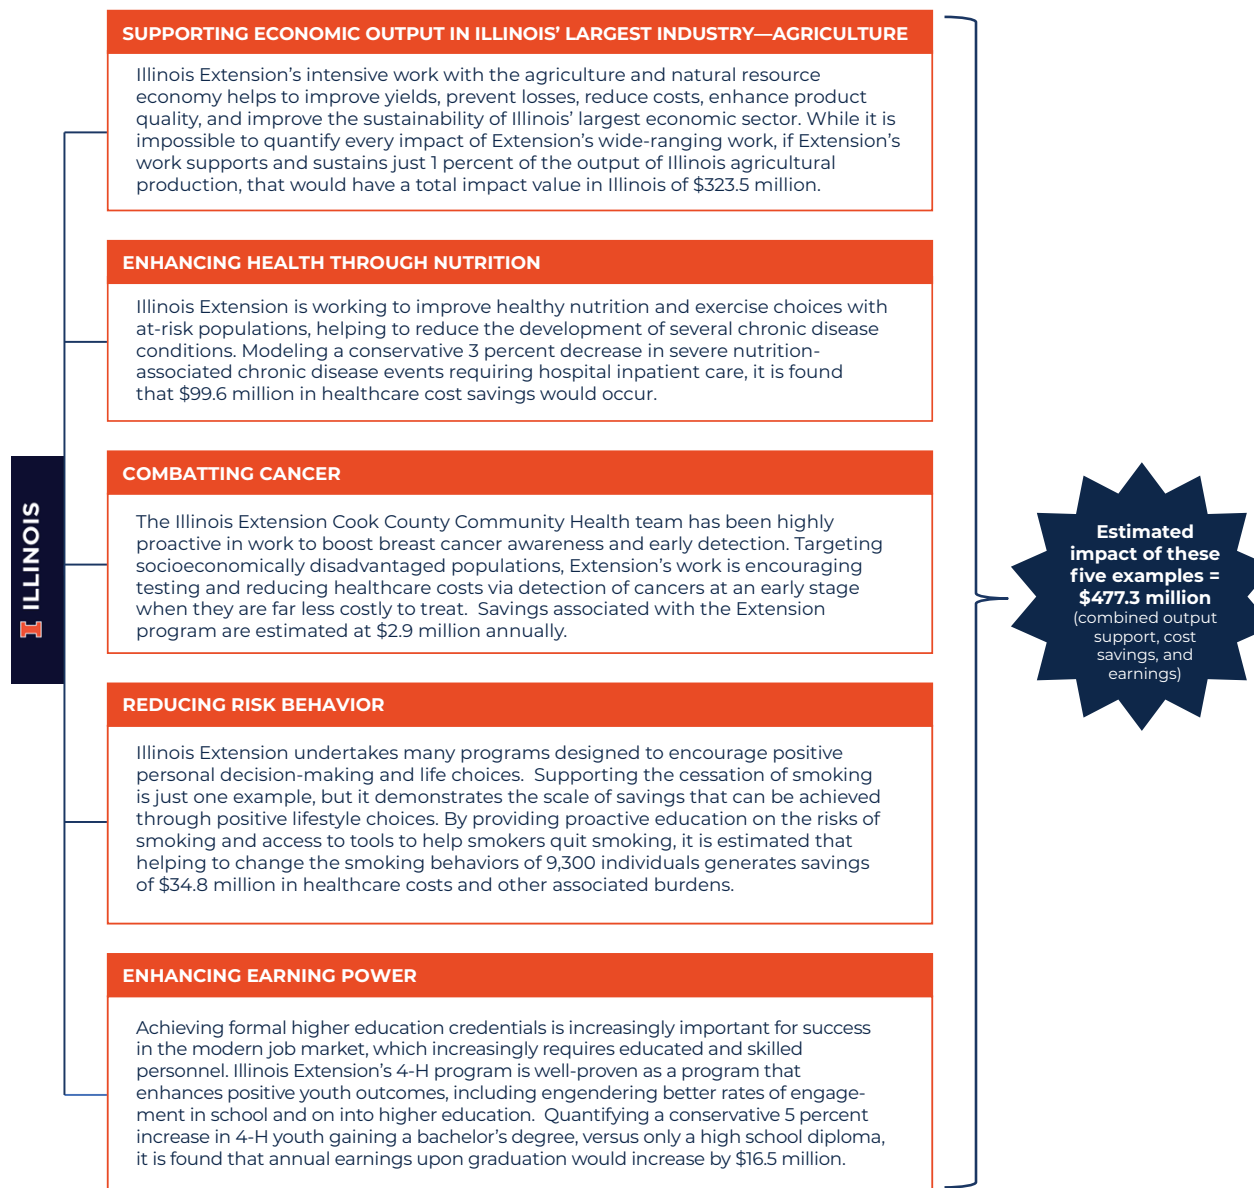 SUPPORTING ECONOMIC OUTPUT IN ILLINOIS’ LARGEST INDUSTRY—AGRICULTURE
Illinois Extension’s intensive work with the agriculture and natural resource
economy helps to improve yields, prevent losses, reduce costs, enhance product
quality, and improve the sustainability of Illinois’ largest economic sector. While it is
impossible to quantify every impact of Extension’s wide-ranging work, if Extension’s
work supports and sustains just 1 percent of the output of Illinois agricultural
production, that would have a total impact value in Illinois of $323.5 million.
ENHANCING HEALTH THROUGH NUTRITION
Illinois Extension is working to improve healthy nutrition and exercise choices with
at-risk populations, helping to reduce the development of several chronic disease
conditions. Modeling a conservative 3 percent decrease in severe nutrition-
associated chronic disease events requiring hospital inpatient care, it is found
that $99.6 million in healthcare cost savings would occur.
COMBATTING CANCER
The Illinois Extension Cook County Community Health team has been highly
proactive in work to boost breast cancer awareness and early detection. Targeting
socioeconomically disadvantaged populations, Extension’s work is encouraging
testing and reducing healthcare costs via detection of cancers at an early stage
when they are far less costly to treat.  Savings associated with the Extension
program are estimated at $2.9 million annually.
REDUCING RISK BEHAVIOR
Illinois Extension undertakes many programs designed to encourage positive
personal decision-making and life choices.  Supporting the cessation of smoking
is just one example, but it demonstrates the scale of savings that can be achieved
through positive lifestyle choices. By providing proactive education on the risks of
smoking and access to tools to help smokers quit smoking, it is estimated that
helping to change the smoking behaviors of 9,300 individuals generates savings
of $34.8 million in healthcare costs and other associated burdens.
ENHANCING EARNING POWER
Achieving formal higher education credentials is increasingly important for success
in the modern job market, which increasingly requires educated and skilled
personnel. Illinois Extension’s 4-H program is well-proven as a program that
enhances positive youth outcomes, including engendering better rates of engage-
ment in school and on into higher education.  Quantifying a conservative 5 percent
increase in 4-H youth gaining a bachelor’s degree, versus only a high school diploma,
it is found that annual earnings upon graduation would increase by $16.5 million.
I ILLINOIS
Estimated
impact of these
five examples =
$477.3 million
(combined output
support, cost
savings, and
earnings)